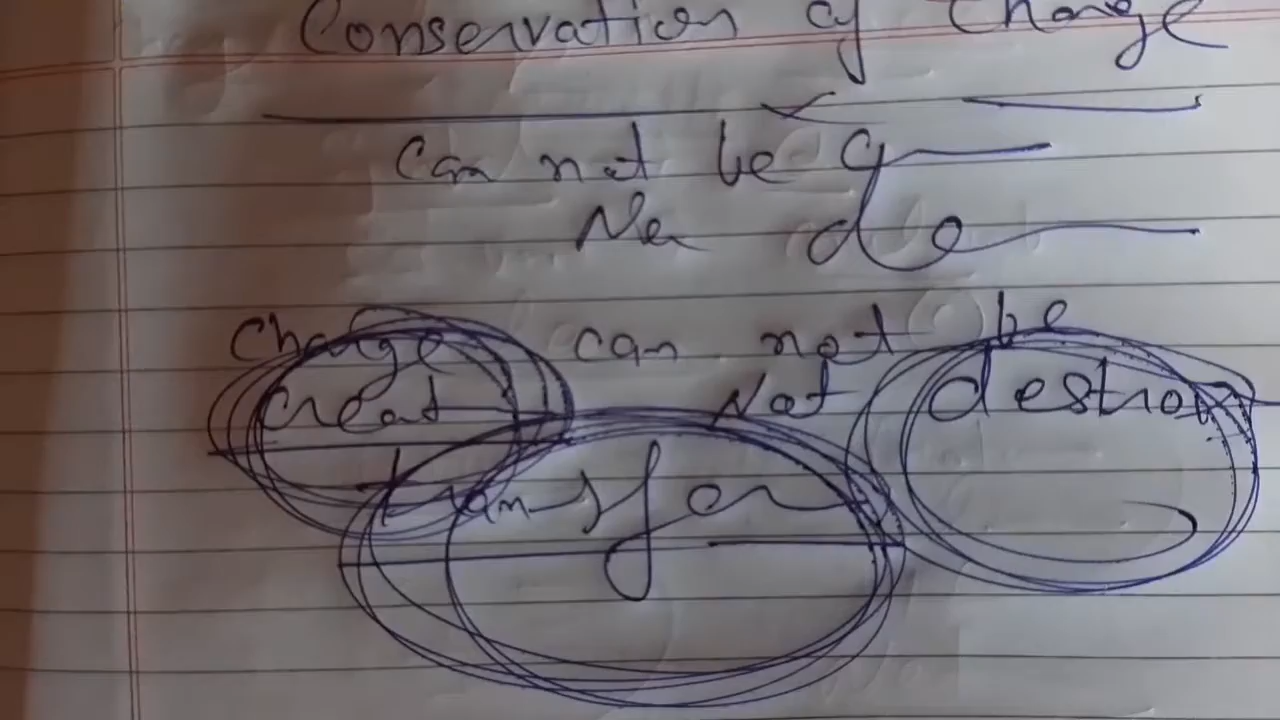 Conservation of Charge
Can not be C
Ne de
Charge can not be
creat Not destroy
transfer